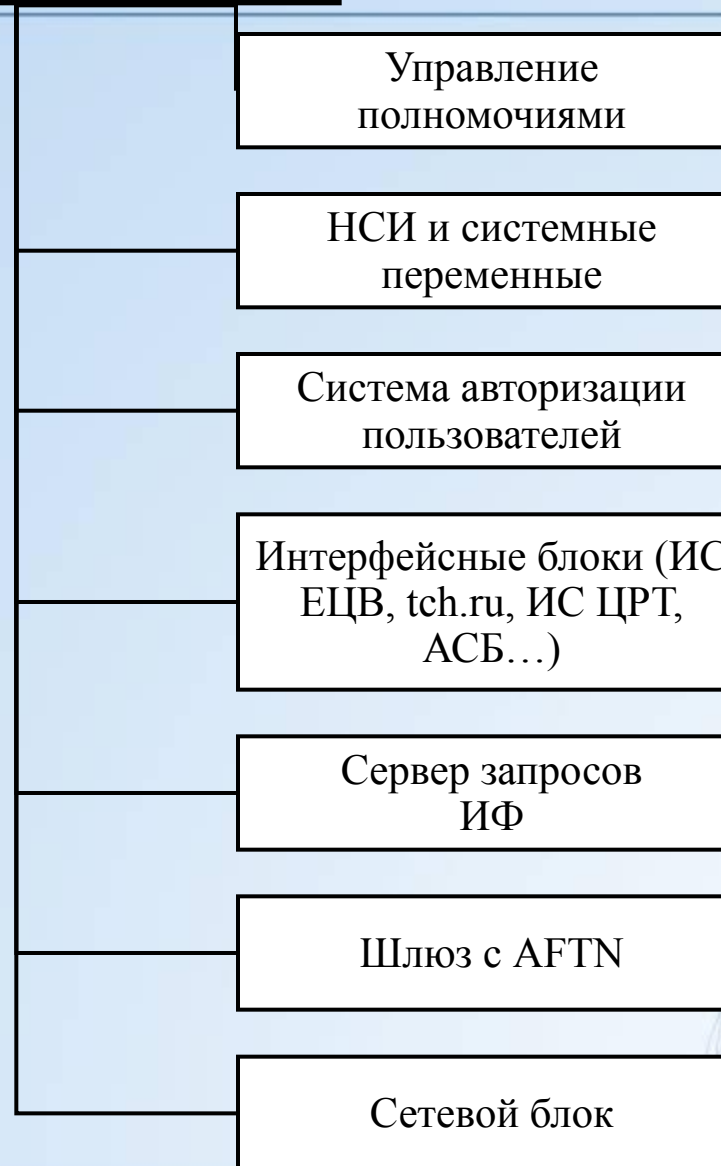 Управление
полномочиями
НСИ и системные
переменные
Система авторизации
пользователей
Интерфейсные блоки (ИС
ЕЦВ, tch.ru, ИС ЦРТ,
АСБ…)
Сервер запросов
ИФ
Шлюз с AFTN
Сетевой блок